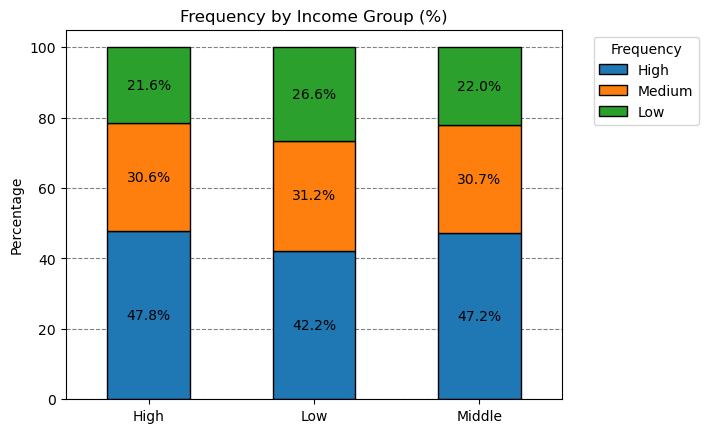 Frequency by Income Group (%)
Percentage
100
80
60
40
20
0
21.6%
26.6%
22.0%
30.6%
31.2%
30.7%
47.8%
42.2%
47.2%
High
Low
Middle
Frequency
High
Medium
Low